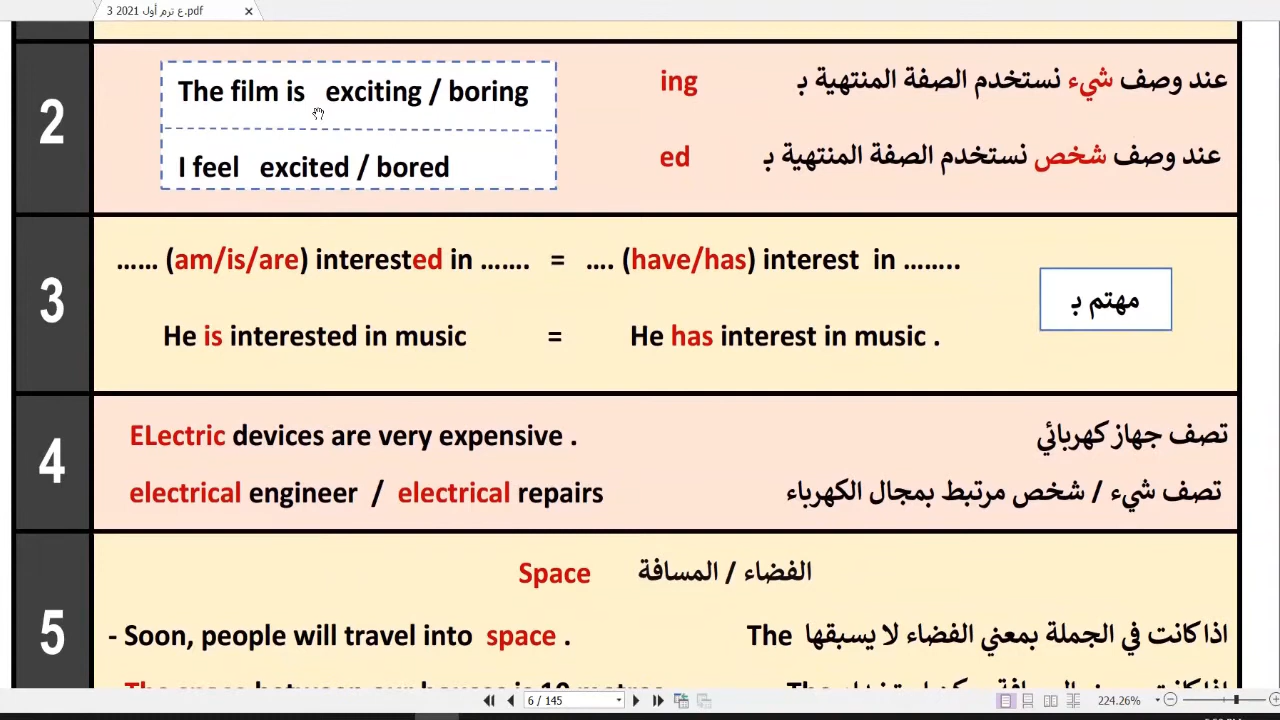 3 ع ترم أول 2021.pdf
2
The film is exciting / boring
عند وصف شيء نستخدم الصفة المنتهية بـ ing
I feel excited / bored
عند وصف شخص نستخدم الصفة المنتهية بـ ed
3
…… (am/is/are) interested in ……. = …. (have/has) interest in ……..
مهتم بـ
He is interested in music = He has interest in music .
4
ELectric devices are very expensive .
تصف جهاز كهربائي
electrical engineer / electrical repairs
تصف شيء / شخص مرتبط بمجال الكهرباء
5
Space الفضاء / المسافة
- Soon, people will travel into space .
اذا كانت في الجملة بمعني الفضاء لا يسبقها The
6 / 145
224.26%